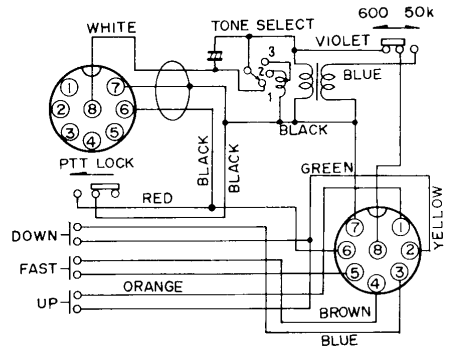 600 50k
WHITE
TONE SELECT
VIOLET
3
2
1
BLUE
1
7
2
8
6
3
4
5
BLACK
PTT LOCK
BLACK
BLACK
GREEN
RED
YELLOW
DOWN
7
1
6
8
2
FAST
5
4
3
ORANGE
UP
BROWN
BLUE